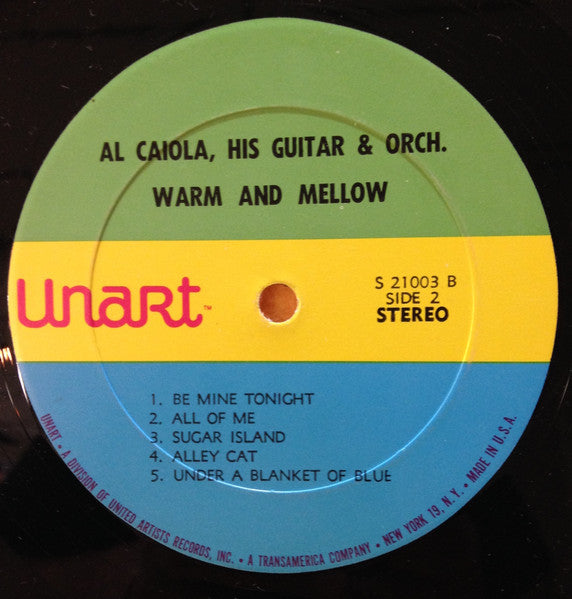 AL CAIOLA, HIS GUITAR & ORCH.
WARM AND MELLOW
Unart™
S 21003 B
SIDE 2
STEREO
1. BE MINE TONIGHT
2. ALL OF ME
3. SUGAR ISLAND
4. ALLEY CAT
5. UNDER A BLANKET OF BLUE
UNART • A DIVISION OF UNITED ARTISTS RECORDS, INC. • A TRANSAMERICA COMPANY • NEW YORK 19, N.Y. • MADE IN U.S.A.